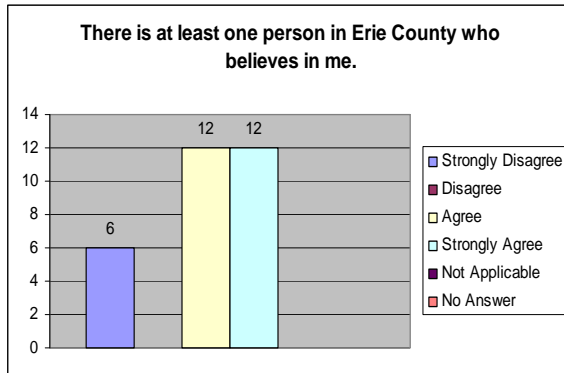 There is at least one person in Erie County who
believes in me.
14
12
10
8
6
4
2
0
6
12
12
Strongly Disagree
Disagree
Agree
Strongly Agree
Not Applicable
No Answer